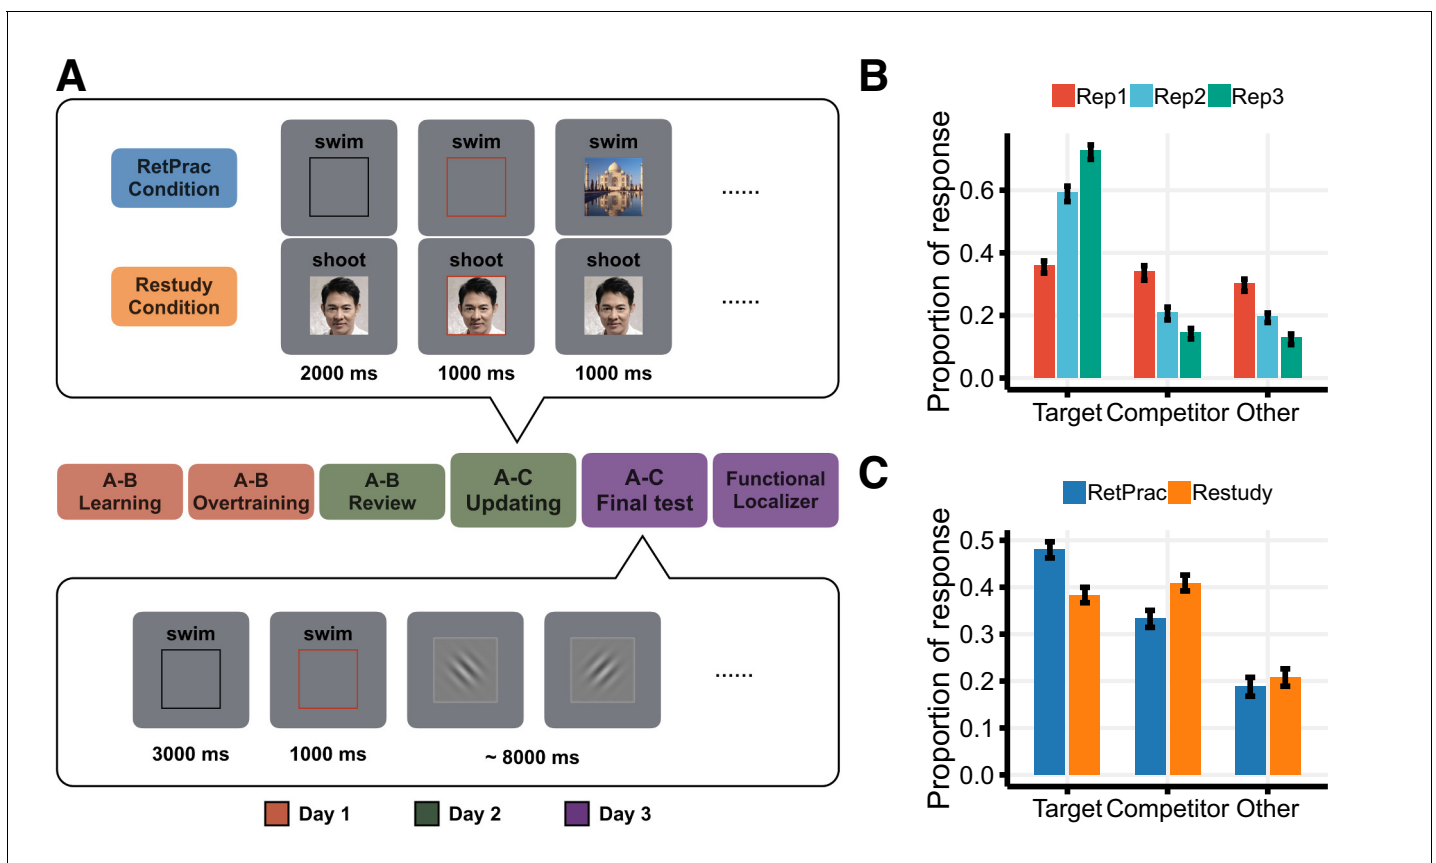 A
RetPrac
Condition
swim
swim
swim
......
Restudy
Condition
shoot
shoot
shoot
......
2000 ms
1000 ms
1000 ms
A-B
Learning
A-B
Overtraining
A-B
Review
A-C
Updating
A-C
Final test
Functional
Localizer
swim
swim
......
3000 ms
1000 ms
~ 8000 ms
Day 1
Day 2
Day 3
B
Rep1 Rep2 Rep3
Proportion of response
0.6
0.4
0.2
0.0
Target Competitor Other
C
RetPrac Restudy
Proportion of response
0.5
0.4
0.3
0.2
0.1
0.0
Target Competitor Other